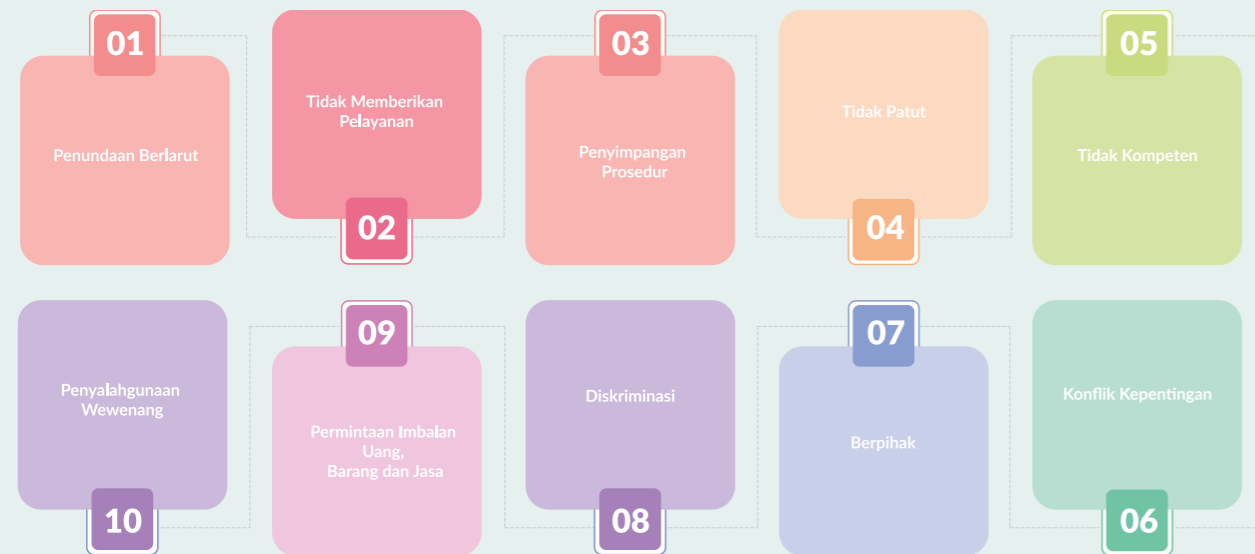 01
Penundaan Berlarut
Tidak Memberikan
Pelayanan
02
03
Penyimpangan
Prosedur
Tidak Patut
04
05
Tidak Kompeten
Konflik Kepentingan
06
07
Berpihak
Diskriminasi
08
09
Permintaan Imbalan
Uang,
Barang dan Jasa
Penyalahgunaan
Wewenang
10